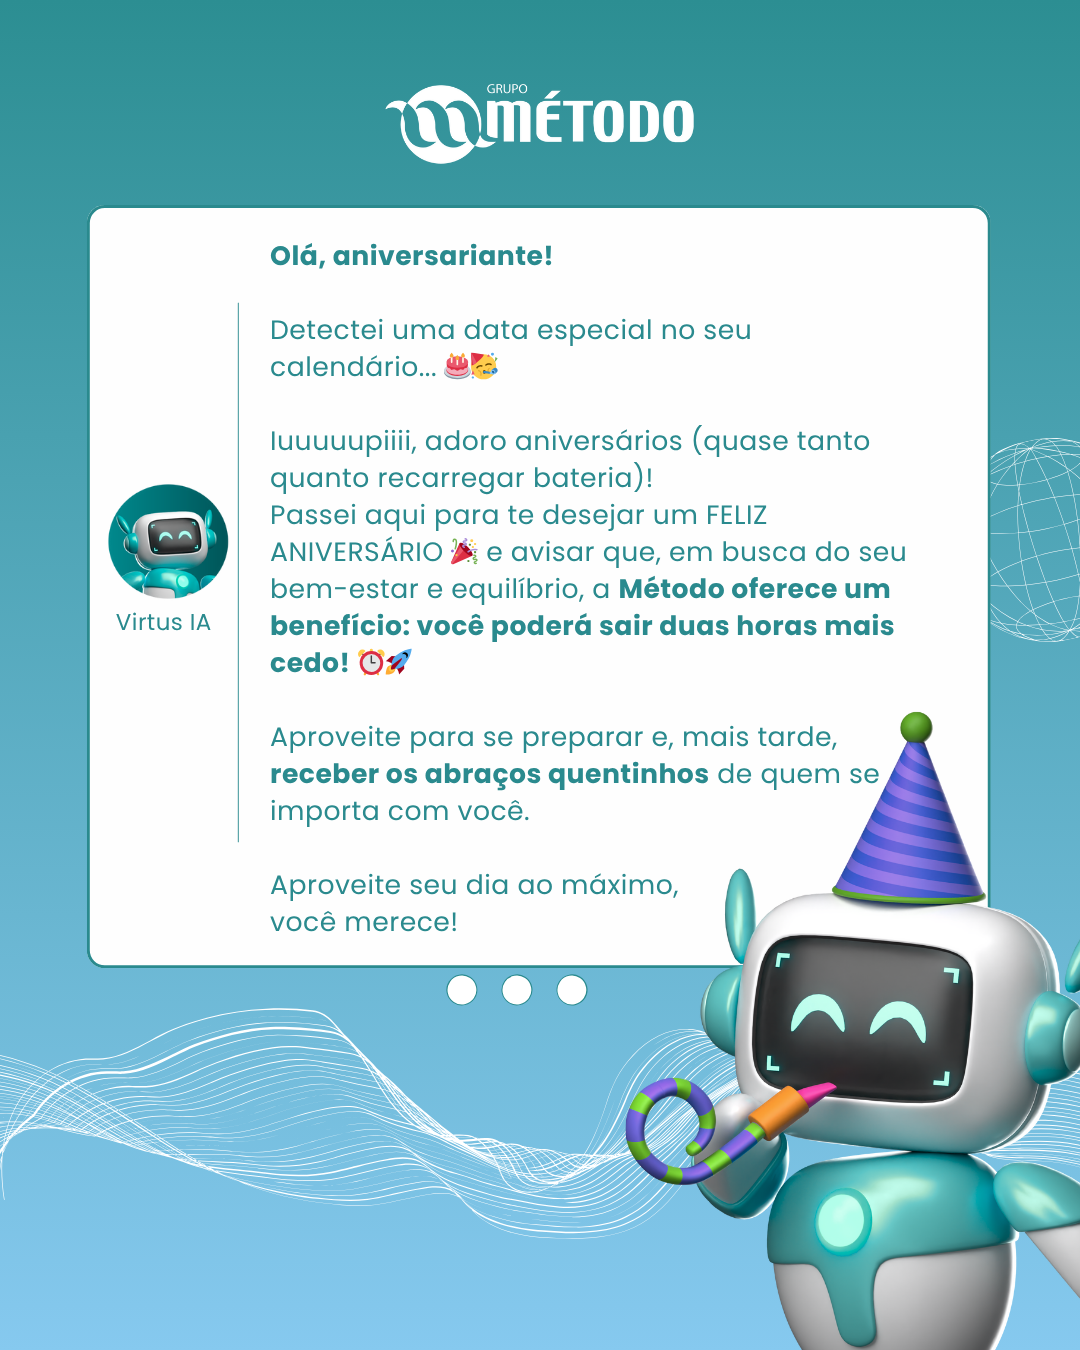 GRUPO
MÉTODO
Olá, aniversariante!
Detectei uma data especial no seu
calendário... 🎂🥳
Iuuuuupiiii, adoro aniversários (quase tanto
quanto recarregar bateria)!
Passei aqui para te desejar um FELIZ
ANIVERSÁRIO 🎉 e avisar que, em busca do seu
bem-estar e equilíbrio, a Método oferece um
benefício: você poderá sair duas horas mais
cedo! ⏰🚀
Aproveite para se preparar e, mais tarde,
receber os abraços quentinhos de quem se
importa com você.
Aproveite seu dia ao máximo,
você merece!
Virtus IA